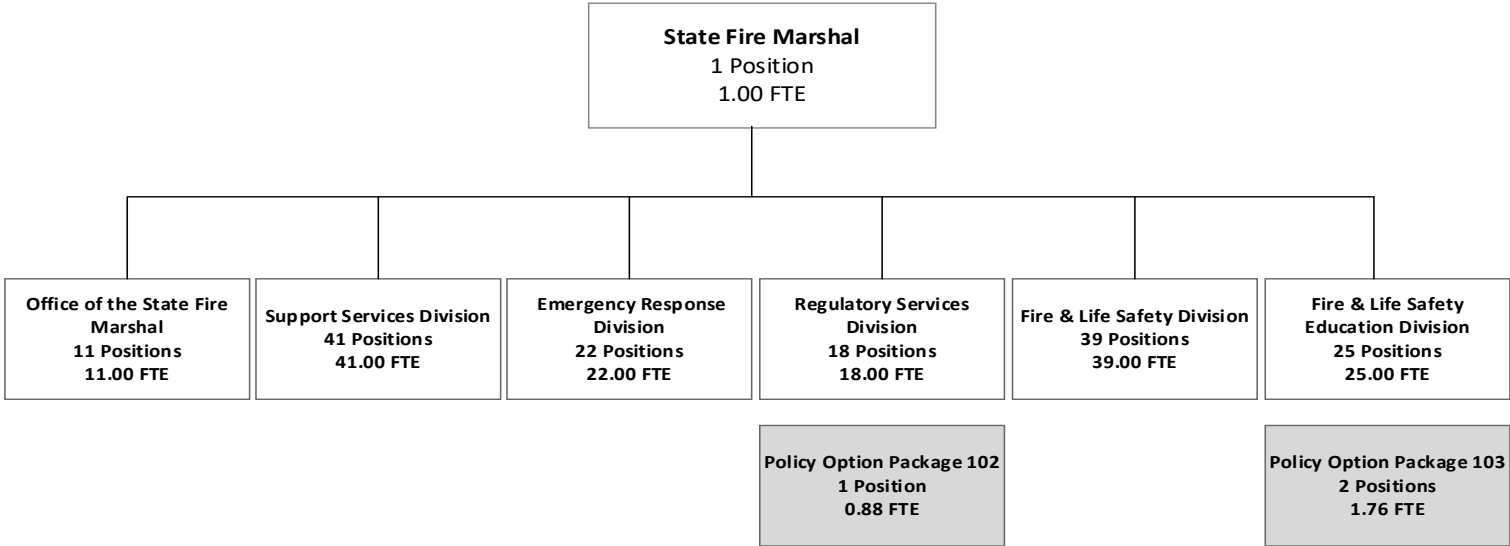 State Fire Marshal
1 Position
1.00 FTE
Office of the State Fire
Marshal
11 Positions
11.00 FTE
Support Services Division
41 Positions
41.00 FTE
Emergency Response
Division
22 Positions
22.00 FTE
Regulatory Services
Division
18 Positions
18.00 FTE
Fire & Life Safety Division
39 Positions
39.00 FTE
Fire & Life Safety
Education Division
25 Positions
25.00 FTE
Policy Option Package 102
1 Position
0.88 FTE
Policy Option Package 103
2 Positions
1.76 FTE